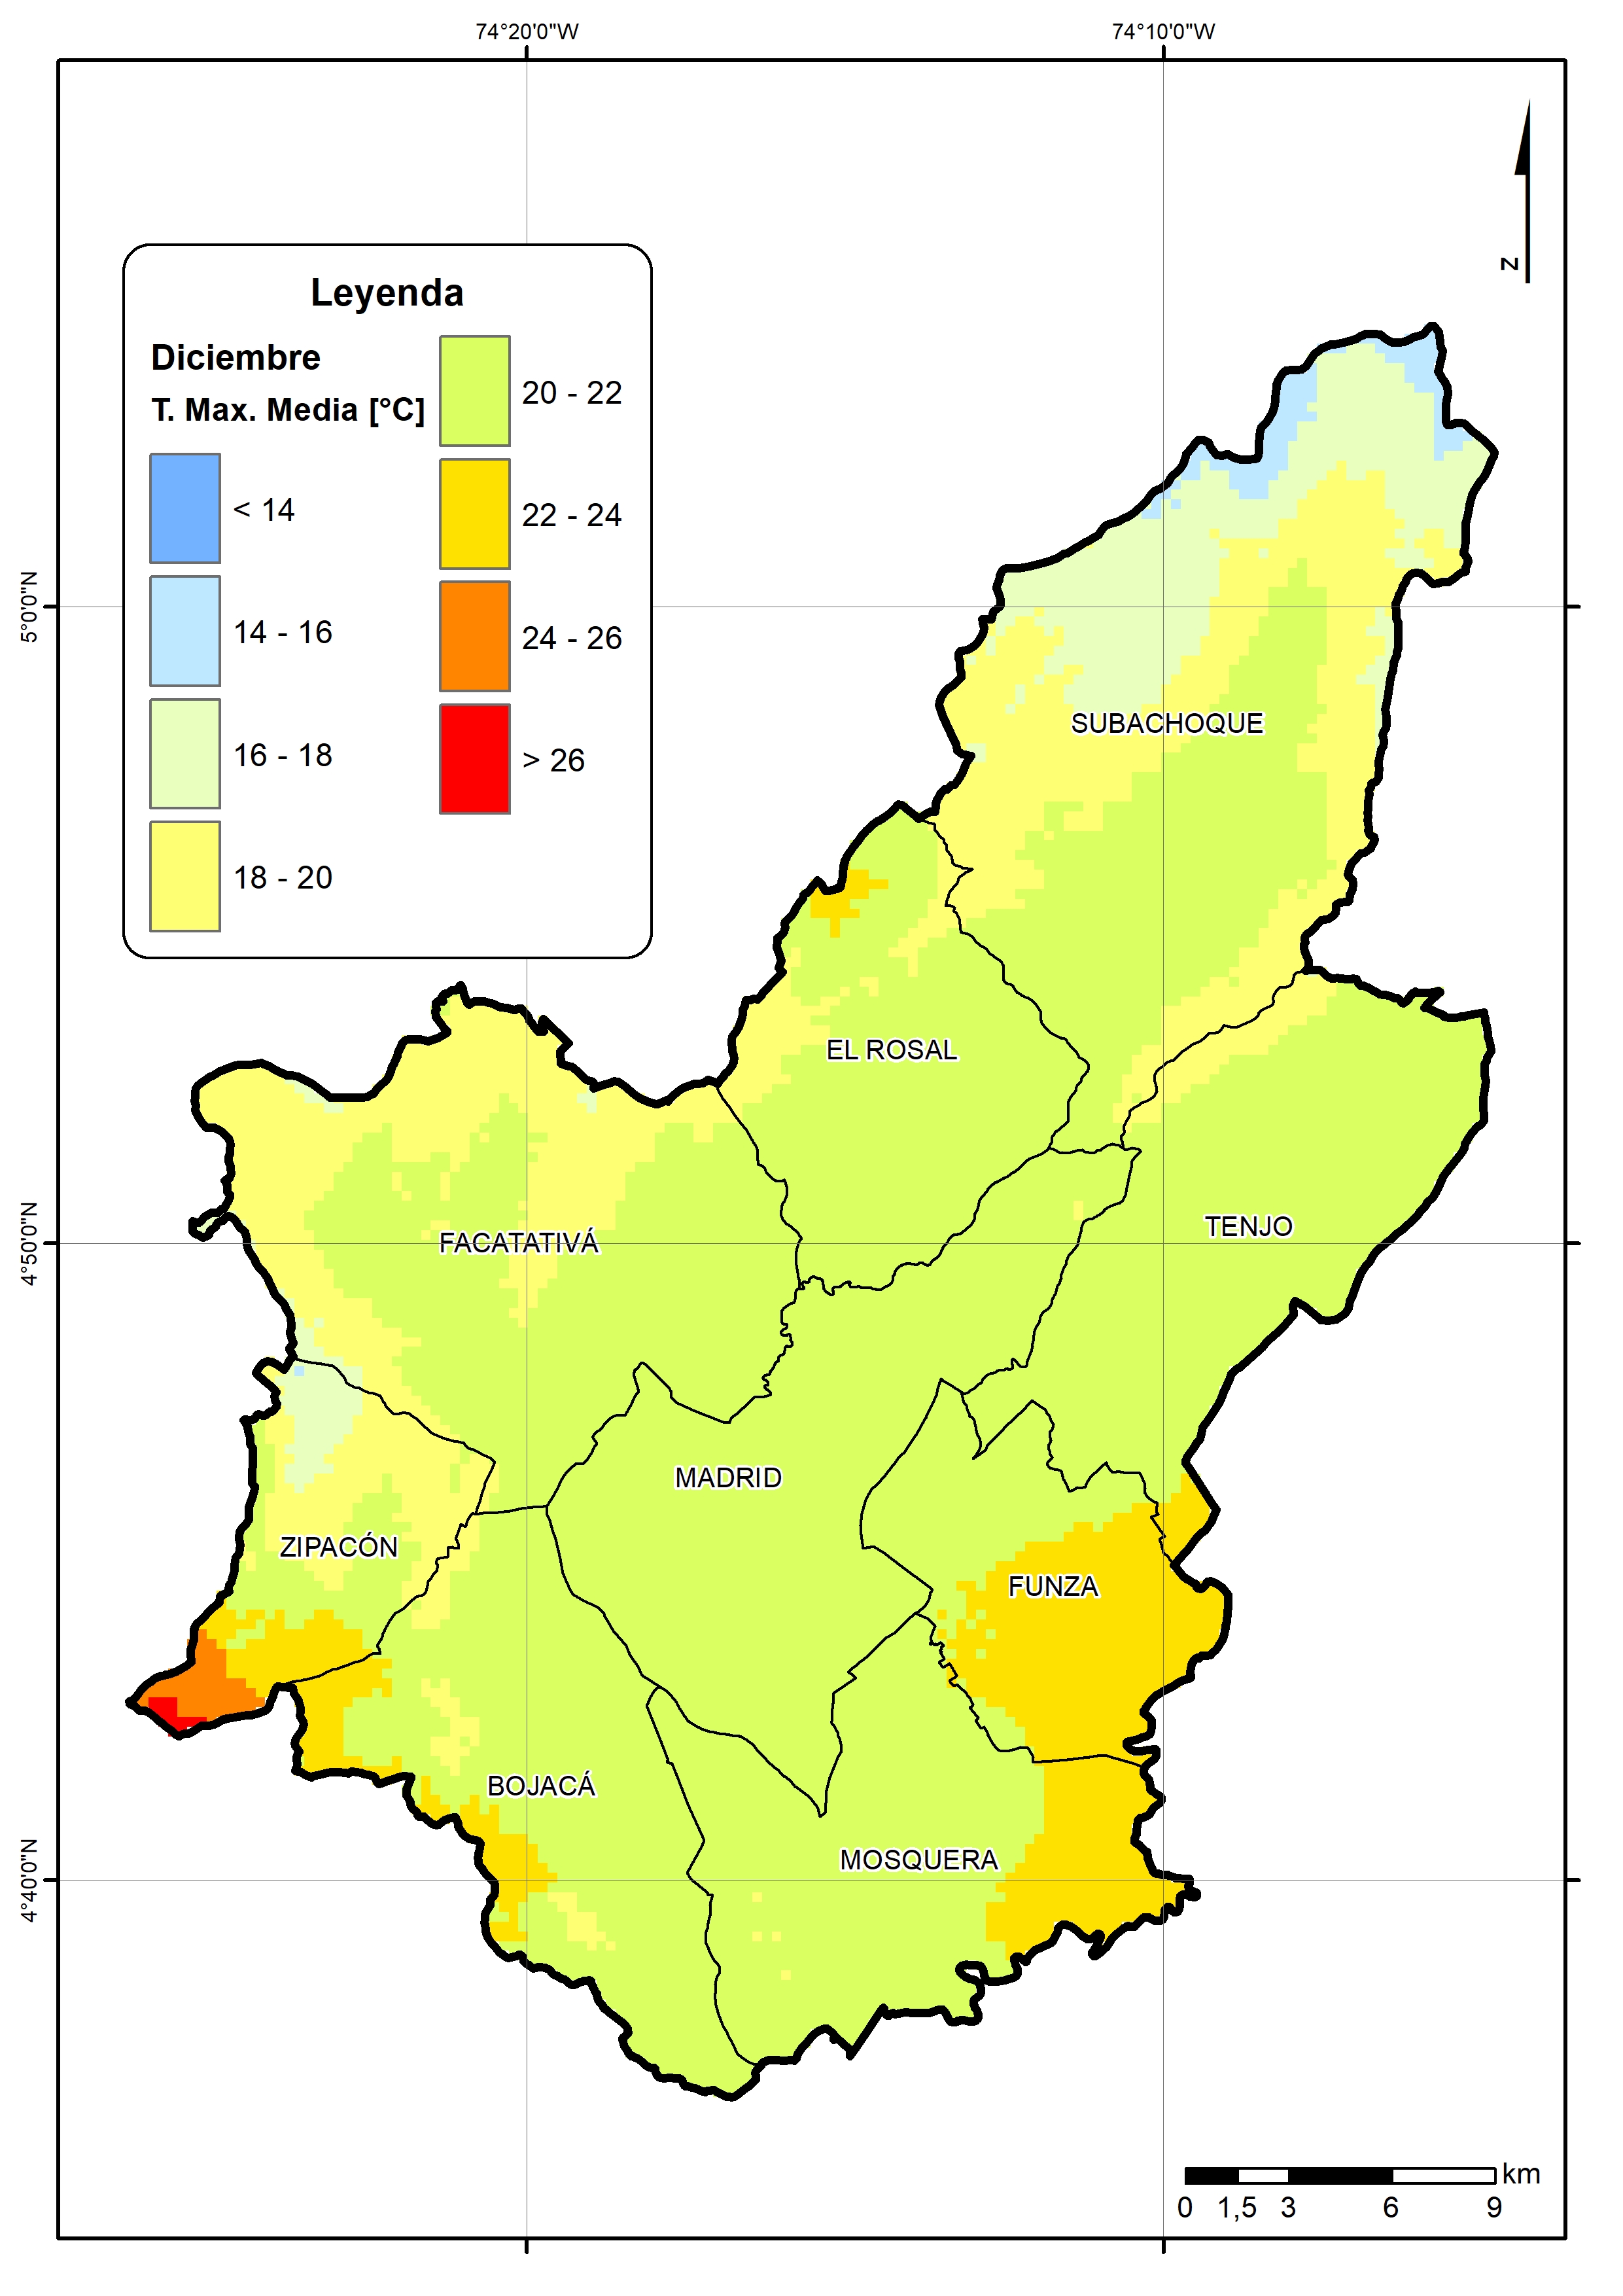 74°20'0"W
74°10'0"W
N
Leyenda
Diciembre
T. Max. Media [°C]
< 14
14 - 16
16 - 18
18 - 20
20 - 22
22 - 24
24 - 26
> 26
5°0'0"N
4°50'0"N
4°40'0"N
SUBACHOQUE
EL ROSAL
TENJO
FACATATIVÁ
MADRID
ZIPACÓN
FUNZA
BOJACÁ
MOSQUERA
km
0 1,5 3 6 9